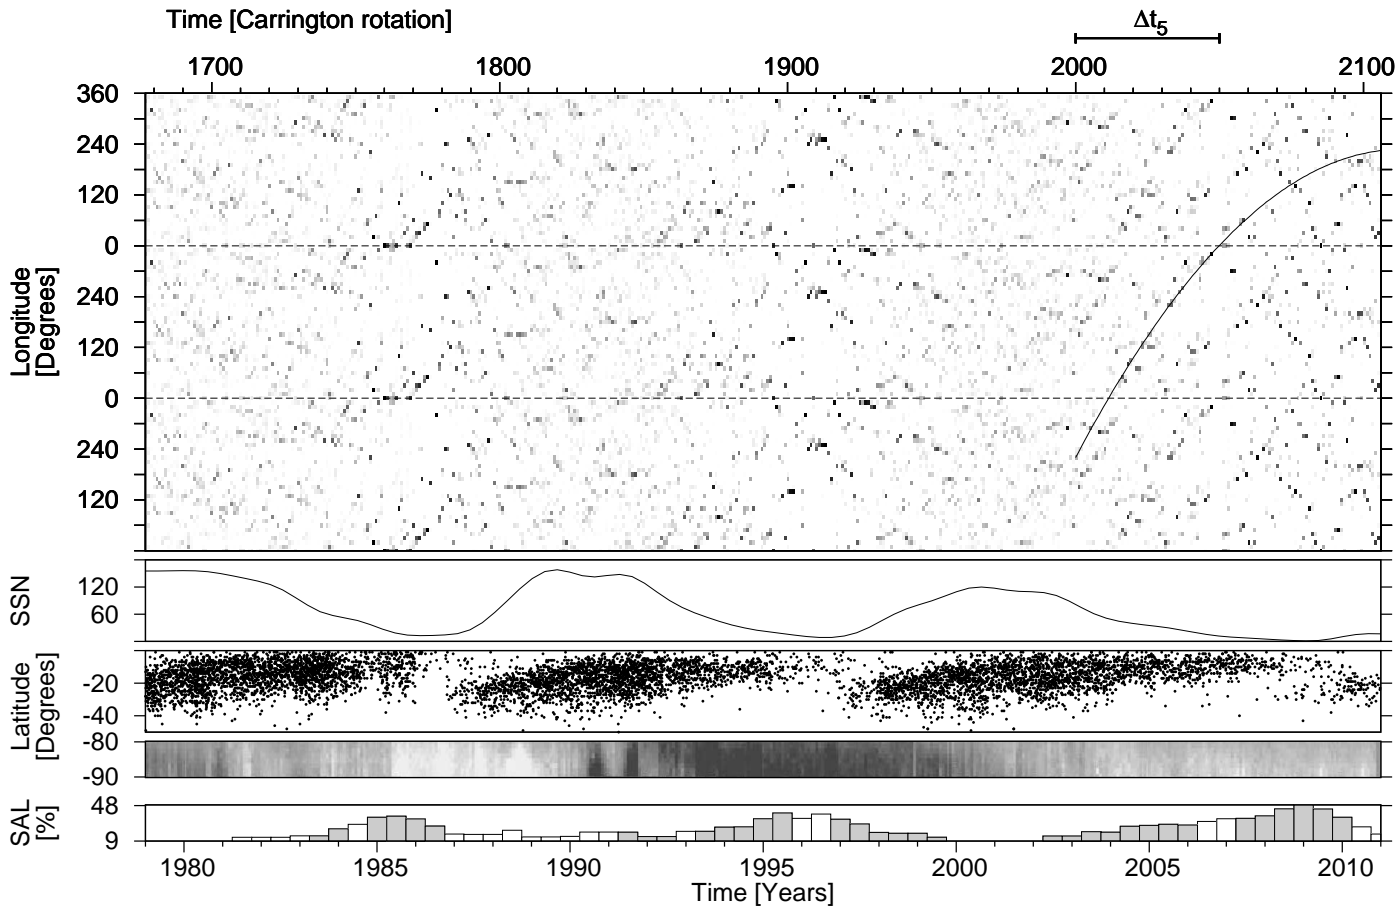 Time [Carrington rotation]
Δt5
1700 1800 1900 2000 2100
360
240
120
0
240
120
0
240
120
Longitude
[Degrees]
SSN
120
60
Latitude
[Degrees]
-20
-40
-80
-90
SAL
[%]
48
9
1980 1985 1990 1995 2000 2005 2010
Time [Years]